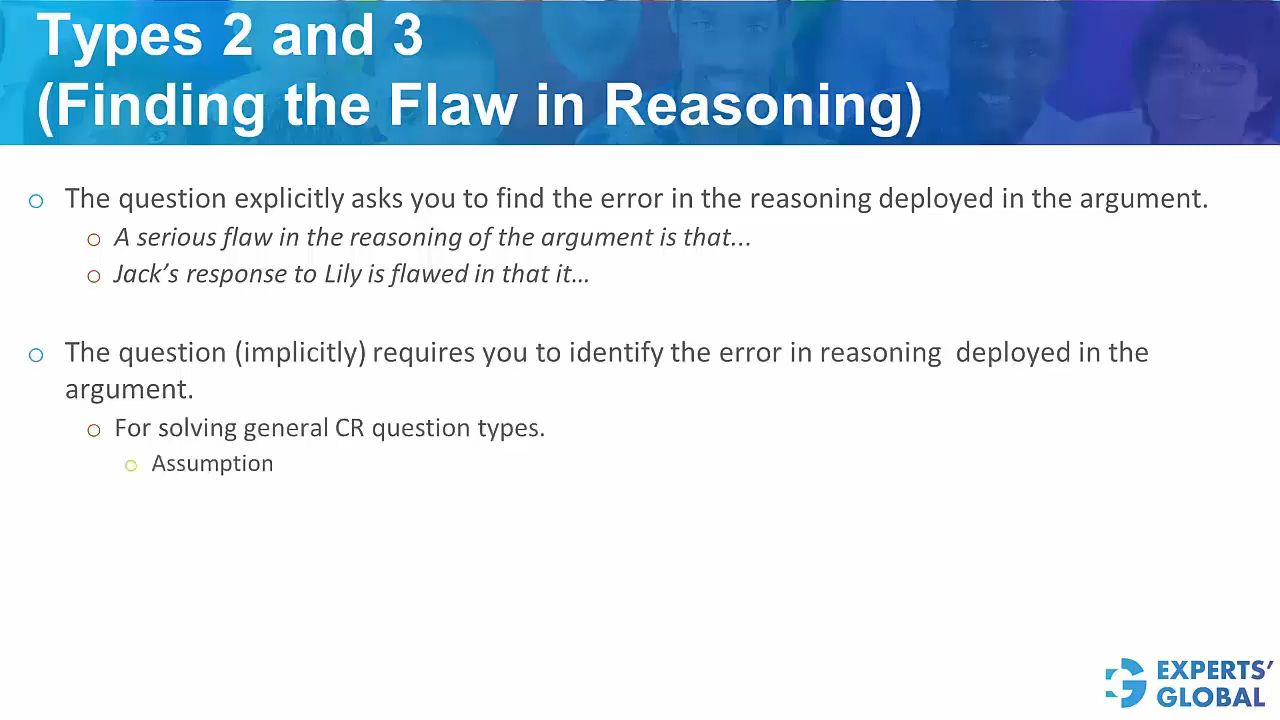 Types 2 and 3
(Finding the Flaw in Reasoning)
The question explicitly asks you to find the error in the reasoning deployed in the argument.
A serious flaw in the reasoning of the argument is that...
Jack's response to Lily is flawed in that it…
The question (implicitly) requires you to identify the error in reasoning  deployed in the
argument.
For solving general CR question types.
Assumption
EXPERTS'
GLOBAL